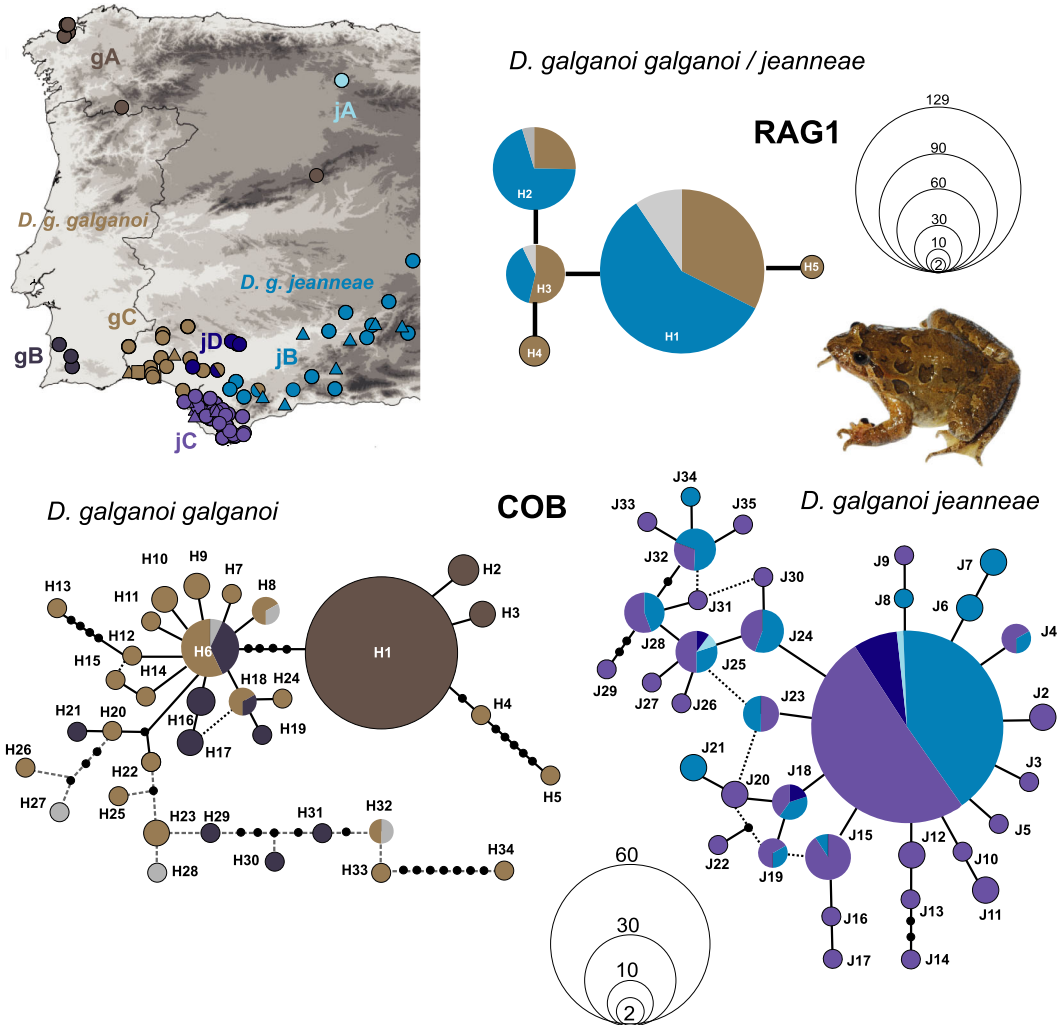 gA
jA
D. g. galganoi
D. g. jeanneae
gC
gB
jD
jB
jC
D. galganoi galganoi / jeanneae
RAG1
129
90
60
30
10
2
H2
H3
H5
H1
H4
D. galganoi galganoi
COB
D. galganoi jeanneae
H10
H9
H7
H8
H13
H11
H12
H6
H15
H14
H18
H24
H16
H19
H17
H21
H20
H26
H22
H27
H25
H23
H29
H31
H32
H30
H28
H33
H34
H1
H2
H3
H4
H5
J34
J33
J35
J32
J30
J31
J28
J24
J25
J29
J27
J26
J23
J21
J20
J18
J22
J19
J15
J16
J17
J9
J7
J8
J6
J4
J2
J3
J5
J12
J10
J11
J13
J14
60
30
10
2